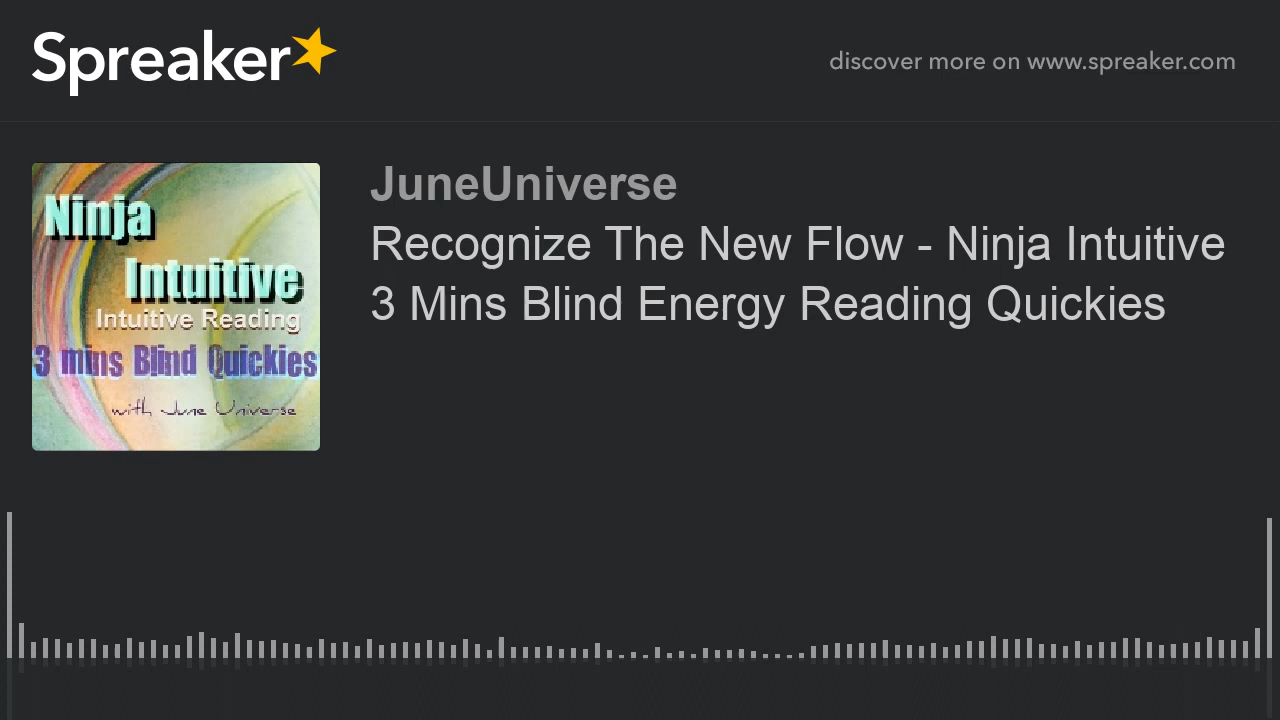 Spreaker
discover more on www.spreaker.com
Ninja
Intuitive
Intuitive Reading
3 mins Blind Quickies
with June Universe
JuneUniverse
Recognize The New Flow - Ninja Intuitive
3 Mins Blind Energy Reading Quickies